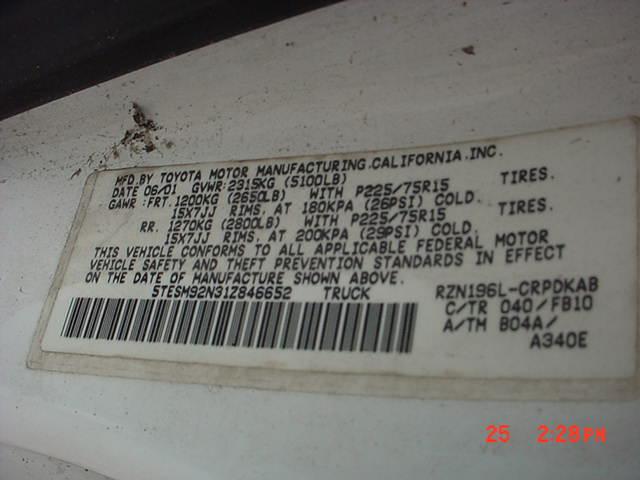 MFD.BY TOYOTA MOTOR MANUFACTURING.CALIFORNIA.INC.
DATE 06/01 GVWR:2315KG (5100LB)
GAWR :FRT.1200KG (2650LB) WITH P225/75R15 TIRES.
15X7JJ RIMS, AT 180KPA (26PSI) COLD.
RR. 1270KG (2800LB) WITH P225/75R15 TIRES.
15X7JJ RIMS, AT 200KPA (29PSI) COLD.
THIS VEHICLE CONFORMS TO ALL APPLICABLE FEDERAL MOTOR
VEHICLE SAFETY AND THEFT PREVENTION STANDARDS IN EFFECT
ON THE DATE OF MANUFACTURE SHOWN ABOVE.
5TESM92N31Z846652 TRUCK RZN196L-CRPDKAB
C/TR 040/FB10
A/TM B04A/
A340E
25 2:28PM